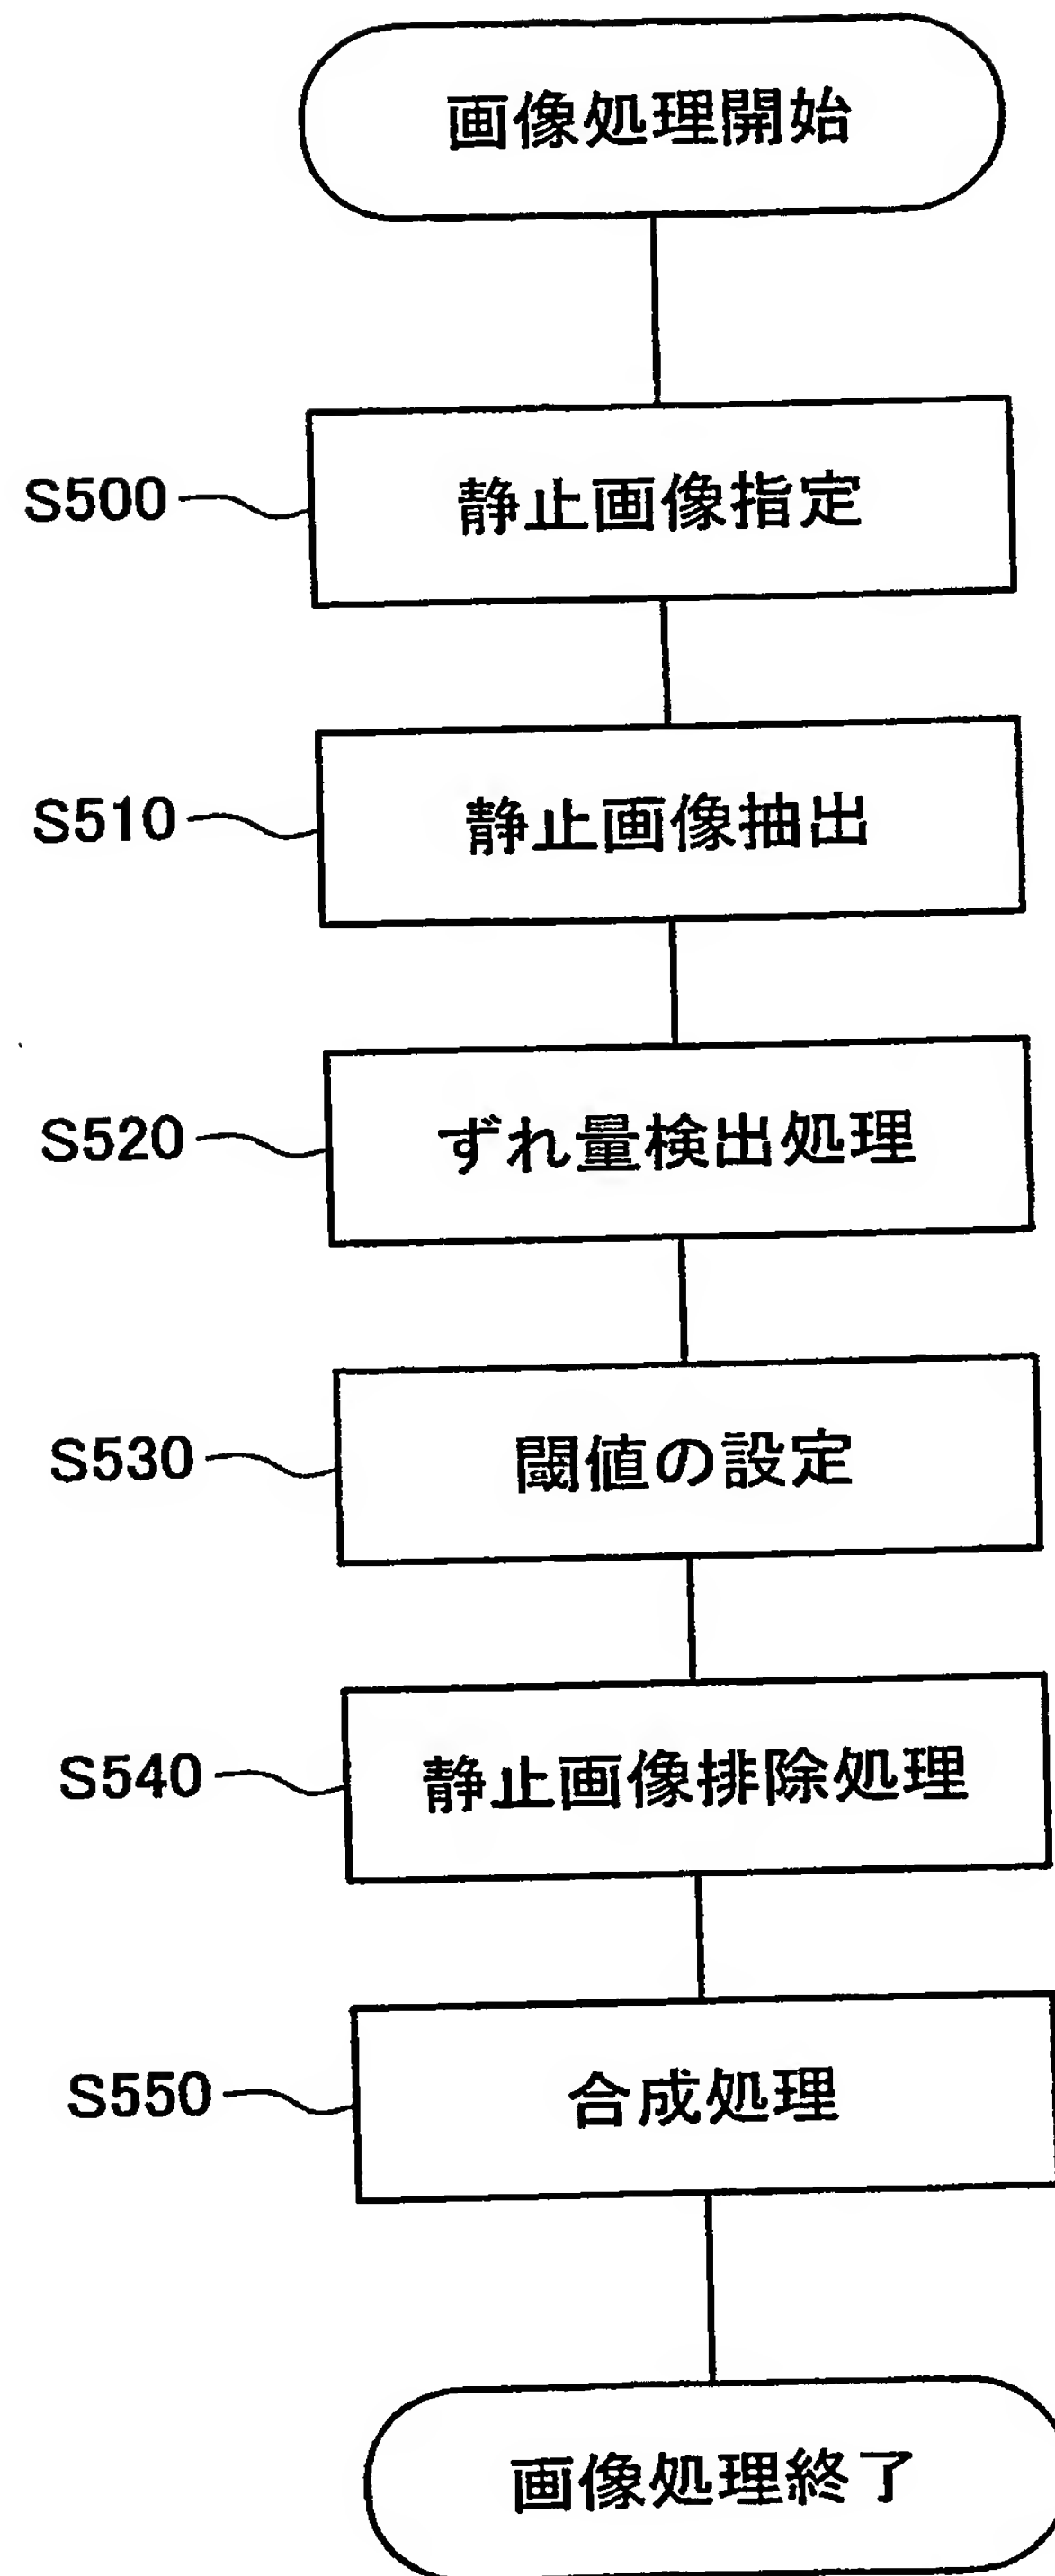 画像処理開始
S500 静止画像指定
S510 静止画像抽出
S520 ずれ量検出処理
S530 閾値の設定
S540 静止画像排除処理
S550 合成処理
画像処理終了